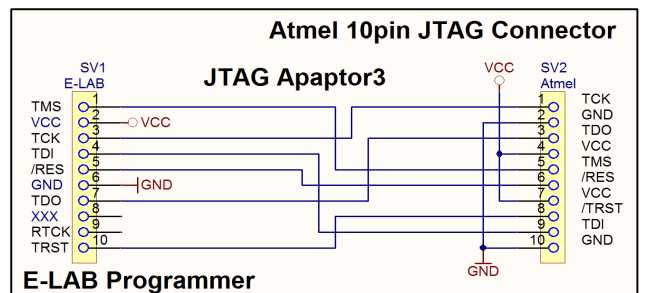 Atmel 10pin JTAG Connector
JTAG Apaptor3
SV1
E-LAB
TMS 1
VCC 2 VCC
TCK 3
TDI 4
/RES 5
GND 6 GND
TDO 7
XXX 8
RTCK 9
TRST 10
VCC
SV2
Atmel
1 TCK
2 GND
3 TDO
4 VCC
5 TMS
6 /RES
7 VCC
8 /TRST
9 TDI
10 GND
GND
E-LAB Programmer